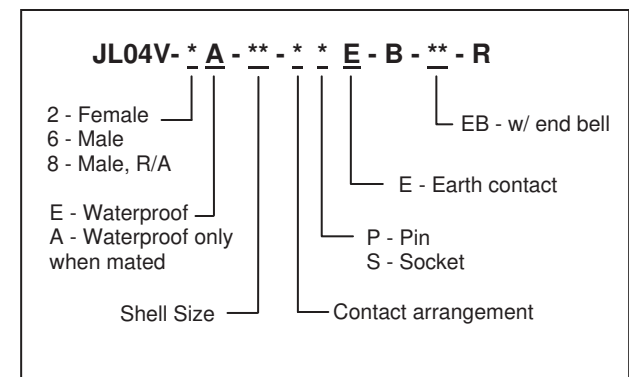 JL04V- * A - ** - * * E - B - ** - R
2 - Female
6 - Male
8 - Male, R/A
EB - w/ end bell
E - Earth contact
E - Waterproof
A - Waterproof only
when mated
P - Pin
S - Socket
Shell Size
Contact arrangement